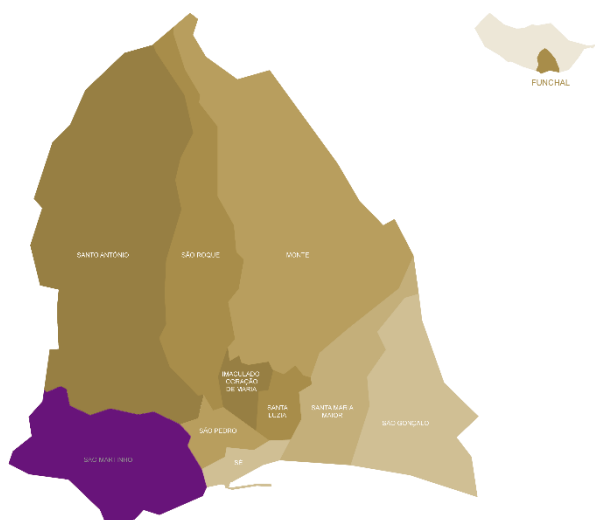 FUNCHAL
SANTO ANTÓNIO
SÃO ROQUE
MONTE
IMACULADO
CORAÇÃO
DE MARIA
SANTA
LUZIA
SANTA MARIA
MAIOR
SÃO GONÇALO
SÃO PEDRO
SÉ
SÃO MARTINHO